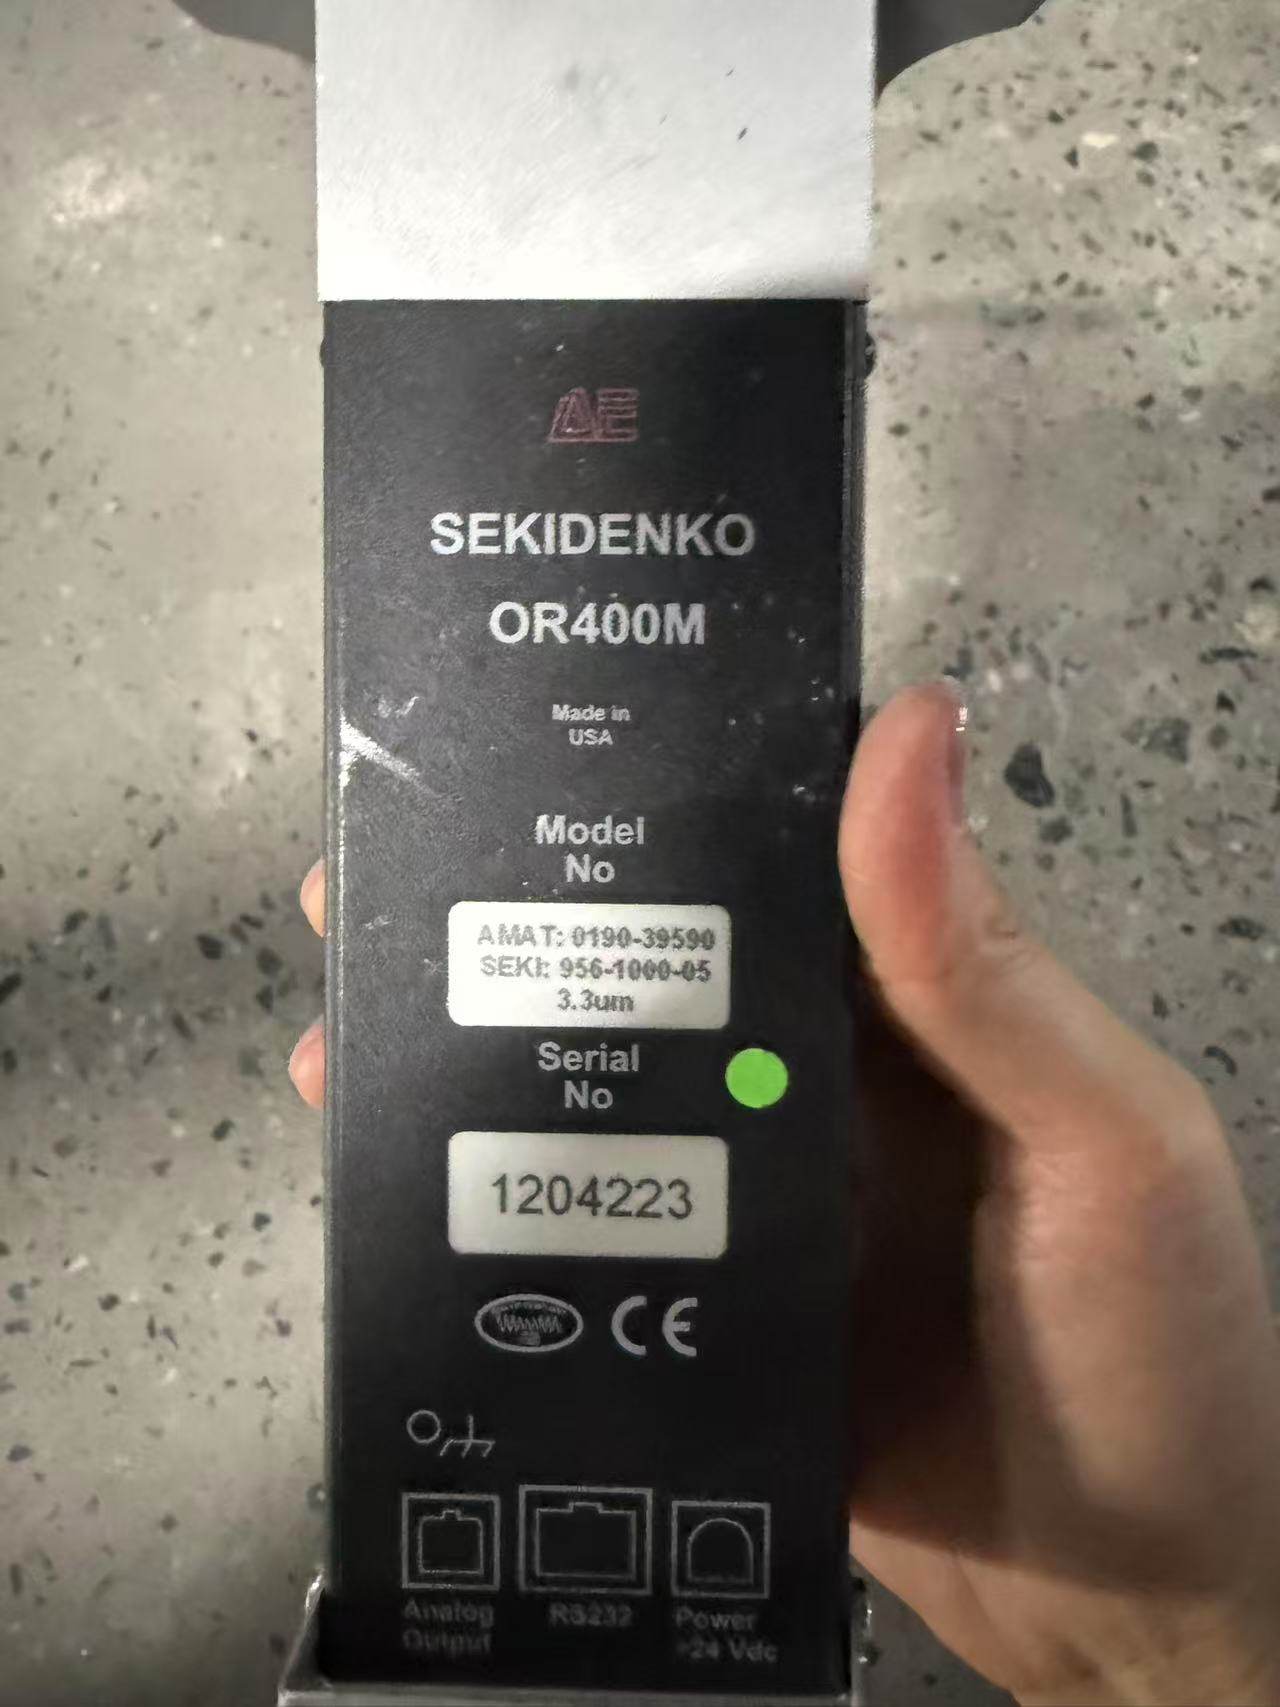 AE
SEKIDENKO
OR400M
Made in
USA
Model
No
AMAT: 0190-39590
SEKI: 956-1000-05
3.3um
Serial
No
1204223
CE
Analog
Output
RS232
Power
+24 Vdc